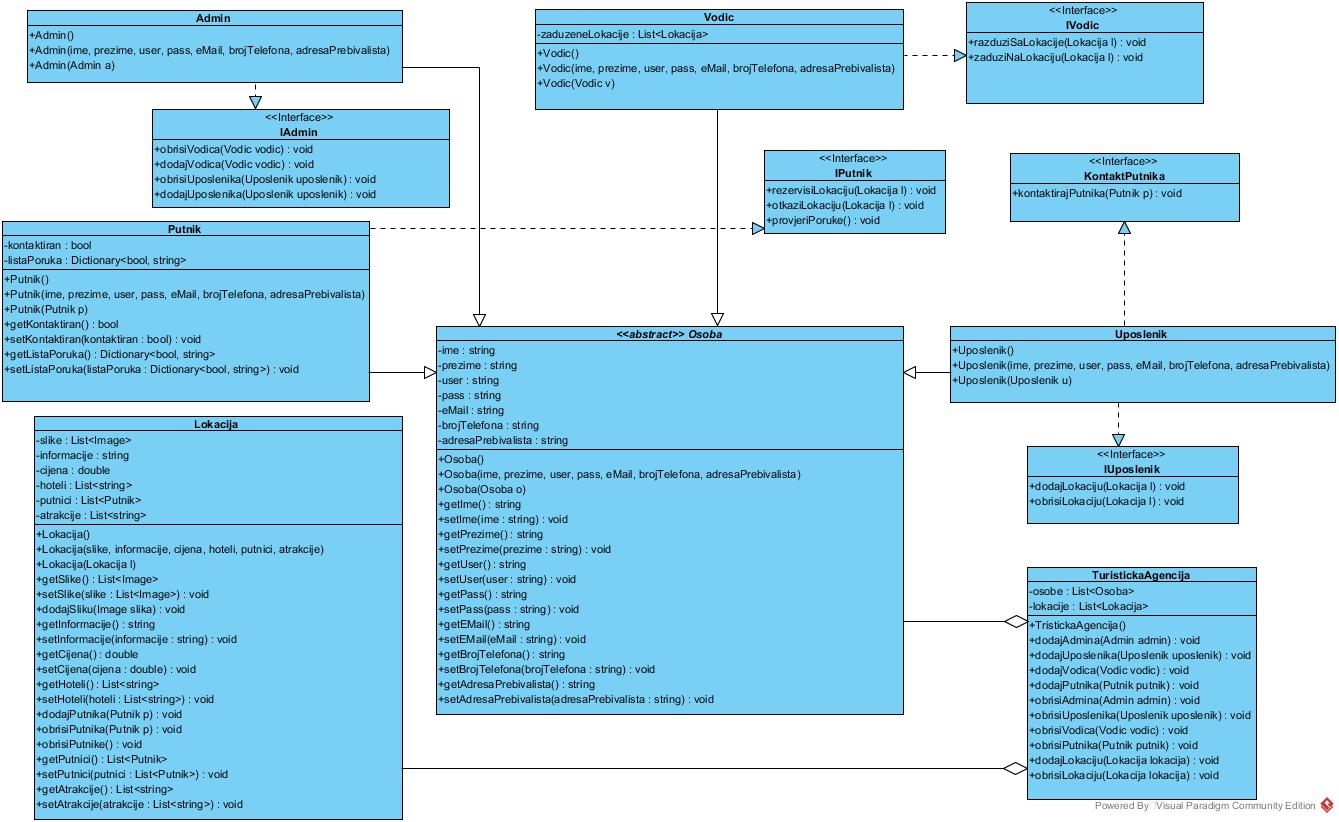 Admin
+Admin()
+Admin(ime, prezime, user, pass, eMail, brojTelefona, adresaPrebivalista)
+Admin(Admin a)
<<Interface>>
IAdmin
+obrisiVodica(Vodic vodic) : void
+dodajVodica(Vodic vodic) : void
+obrisiUposlenika(Uposlenik uposlenik) : void
+dodajUposlenika(Uposlenik uposlenik) : void
Vodic
-zaduzeneLokacije : List<Lokacija>
+Vodic()
+Vodic(ime, prezime, user, pass, eMail, brojTelefona, adresaPrebivalista)
+Vodic(Vodic v)
<<Interface>>
IVodic
+razduziSaLokacije(Lokacija l) : void
+zaduziNaLokaciju(Lokacija l) : void
<<Interface>>
IPutnik
+rezervisiLokaciju(Lokacija l) : void
+otkaziLokaciju(Lokacija l) : void
+provjeriPoruke() : void
<<Interface>>
KontaktPutnika
+kontaktirajPutnika(Putnik p) : void
Putnik
-kontaktiran : bool
-listaPoruka : Dictionary<bool, string>
+Putnik()
+Putnik(ime, prezime, user, pass, eMail, brojTelefona, adresaPrebivalista)
+Putnik(Putnik p)
+getKontaktiran() : bool
+setKontaktiran(kontaktiran : bool) : void
+getListaPoruka() : Dictionary<bool, string>
+setListaPoruka(listaPoruka : Dictionary<bool, string>) : void
<<abstract>> Osoba
-ime : string
-prezime : string
-user : string
-pass : string
-eMail : string
-brojTelefona : string
-adresaPrebivalista : string
+Osoba()
+Osoba(ime, prezime, user, pass, eMail, brojTelefona, adresaPrebivalista)
+Osoba(Osoba o)
+getIme() : string
+setIme(ime : string) : void
+getPrezime() : string
+setPrezime(prezime : string) : void
+getUser() : string
+setUser(user : string) : void
+getPass() : string
+setPass(pass : string) : void
+getEMail() : string
+setEMail(eMail : string) : void
+getBrojTelefona() : string
+setBrojTelefona(brojTelefona : string) : void
+getAdresaPrebivalista() : string
+setAdresaPrebivalista(adresaPrebivalista : string) : void
Uposlenik
+Uposlenik()
+Uposlenik(ime, prezime, user, pass, eMail, brojTelefona, adresaPrebivalista)
+Uposlenik(Uposlenik u)
<<Interface>>
IUposlenik
+dodajLokaciju(Lokacija l) : void
+obrisiLokaciju(Lokacija l) : void
Lokacija
-slike : List<Image>
-informacije : string
-cijena : double
-hoteli : List<string>
-putnici : List<Putnik>
-atrakcije : List<string>
+Lokacija()
+Lokacija(slike, informacije, cijena, hoteli, putnici, atrakcije)
+Lokacija(Lokacija l)
+getSlike() : List<Image>
+setSlike(slike : List<Image>) : void
+dodajSliku(Image slika) : void
+getInformacije() : string
+setInformacije(informacije : string) : void
+getCijena() : double
+setCijena(cijena : double) : void
+getHoteli() : List<string>
+setHoteli(hoteli : List<string>) : void
+dodajPutnika(Putnik p) : void
+obrisiPutnika(Putnik p) : void
+obrisiPutnike() : void
+getPutnici() : List<Putnik>
+setPutnici(putnici : List<Putnik>) : void
+getAtrakcije() : List<string>
+setAtrakcije(atrakcije : List<string>) : void
TuristickaAgencija
-osobe : List<Osoba>
-lokacije : List<Lokacija>
+TristickaAgencija()
+dodajAdmina(Admin admin) : void
+dodajUposlenika(Uposlenik uposlenik) : void
+dodajVodica(Vodic vodic) : void
+dodajPutnika(Putnik putnik) : void
+obrisiAdmina(Admin admin) : void
+obrisiUposlenika(Uposlenik uposlenik) : void
+obrisiVodica(Vodic vodic) : void
+obrisiPutnika(Putnik putnik) : void
+dodajLokaciju(Lokacija lokacija) : void
+obrisiLokaciju(Lokacija lokacija) : void
Powered By Visual Paradigm Community Edition